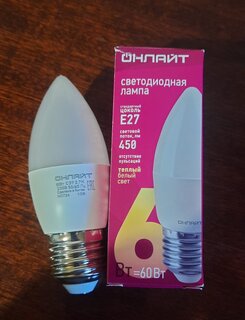 ОНЛАЙТ
СВЕТОДИОДНАЯ
ЛАМПА
стандартный
цоколь
E27
световой
поток, лм
450
отсутствие
пульсаций
теплый
белый
свет
6
Вт=60Вт
ОНЛАЙТ
ОНЛАЙТ